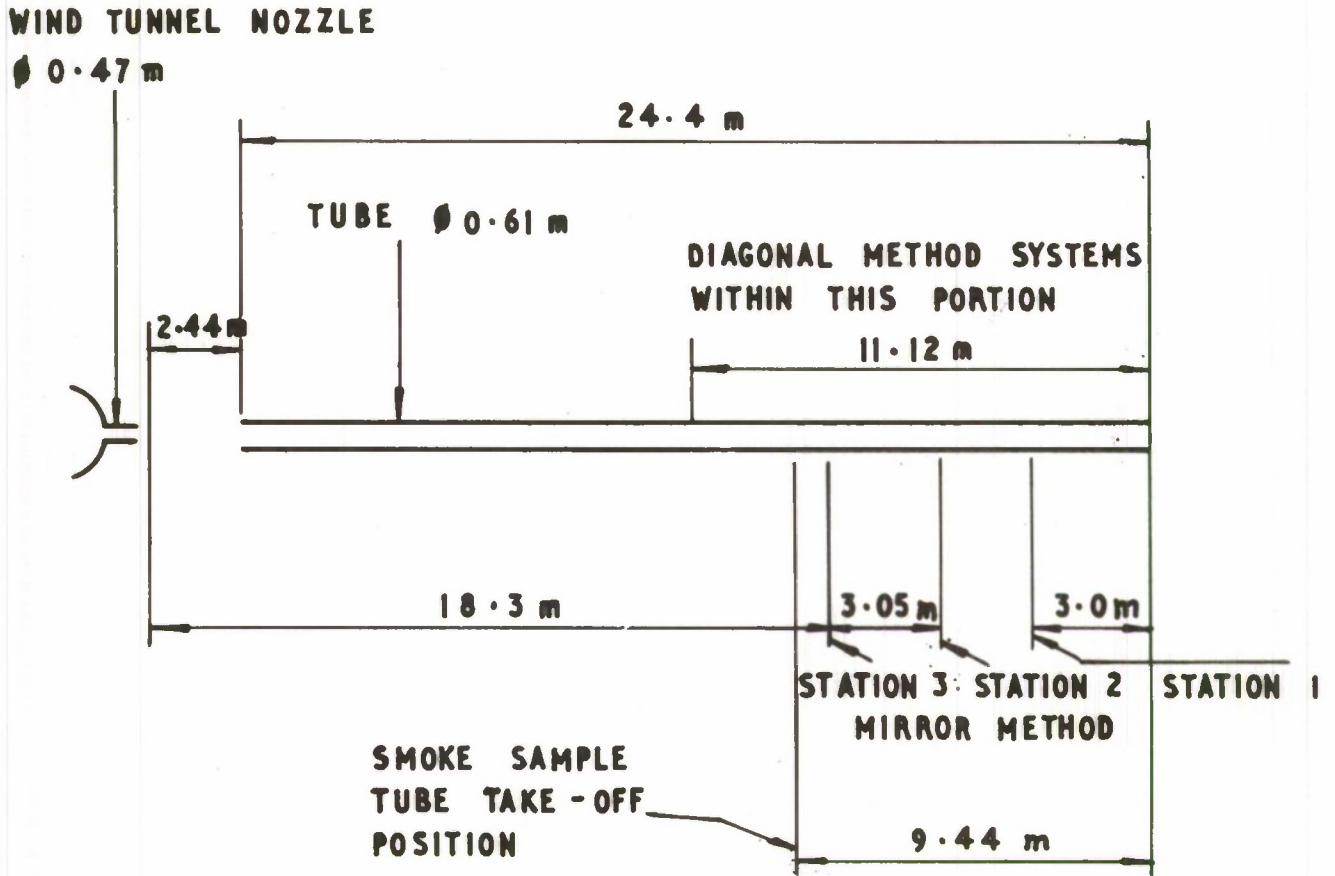 WIND TUNNEL NOZZLE
ø 0·47 m
24·4 m
TUBE ø 0·61 m
DIAGONAL METHOD SYSTEMS
WITHIN THIS PORTION
2·44 m
11·12 m
18·3 m
3·05 m
3·0 m
STATION 3 STATION 2 STATION 1
MIRROR METHOD
SMOKE SAMPLE
TUBE TAKE-OFF
POSITION
9·44 m